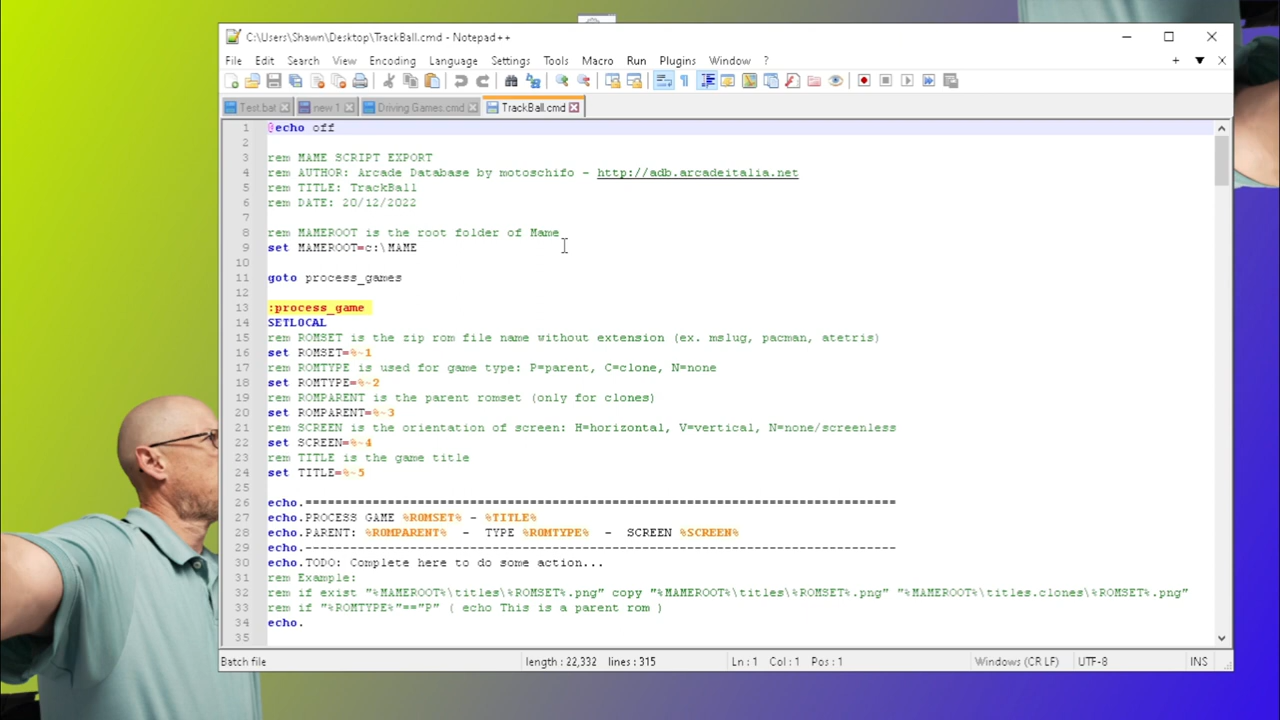 C:\Users\Shawn\Desktop\TrackBall.cmd - Notepad++
File Edit Search View Encoding Language Settings Tools Macro Run Plugins Window ?
Test.bat new 1 Driving Games.cmd TrackBall.cmd
1 @echo off
2
3 rem MAME SCRIPT EXPORT
4 rem AUTHOR: Arcade Database by motoschifo - http://adb.arcadeitalia.net
5 rem TITLE: TrackBall
6 rem DATE: 20/12/2022
7
8 rem MAMEROOT is the root folder of Mame
9 set MAMEROOT=c:\MAME
10
11 goto process_games
12
13 :process_game
14 SETLOCAL
15 rem ROMSET is the zip rom file name without extension (ex. mslug, pacman, atetris)
16 set ROMSET=%~1
17 rem ROMTYPE is used for game type: P=parent, C=clone, N=none
18 set ROMTYPE=%~2
19 rem ROMPARENT is the parent romset (only for clones)
20 set ROMPARENT=%~3
21 rem SCREEN is the orientation of screen: H=horizontal, V=vertical, N=none/screenless
22 set SCREEN=%~4
23 rem TITLE is the game title
24 set TITLE=%~5
25
26 echo.===============================================================================
27 echo.PROCESS GAME %ROMSET% - %TITLE%
28 echo.PARENT: %ROMPARENT%  -  TYPE %ROMTYPE%  -  SCREEN %SCREEN%
29 echo.-------------------------------------------------------------------------------
30 echo.TODO: Complete here to do some action...
31 rem Example:
32 rem if exist "%MAMEROOT%\titles\%ROMSET%.png" copy "%MAMEROOT%\titles\%ROMSET%.png" "%MAMEROOT%\titles.clones\%ROMSET%.png"
33 rem if "%ROMTYPE%"=="P" ( echo This is a parent rom )
34 echo.
35
Batch file length : 22,332 lines : 315 Ln : 1 Col : 1 Pos : 1 Windows (CR LF) UTF-8 INS